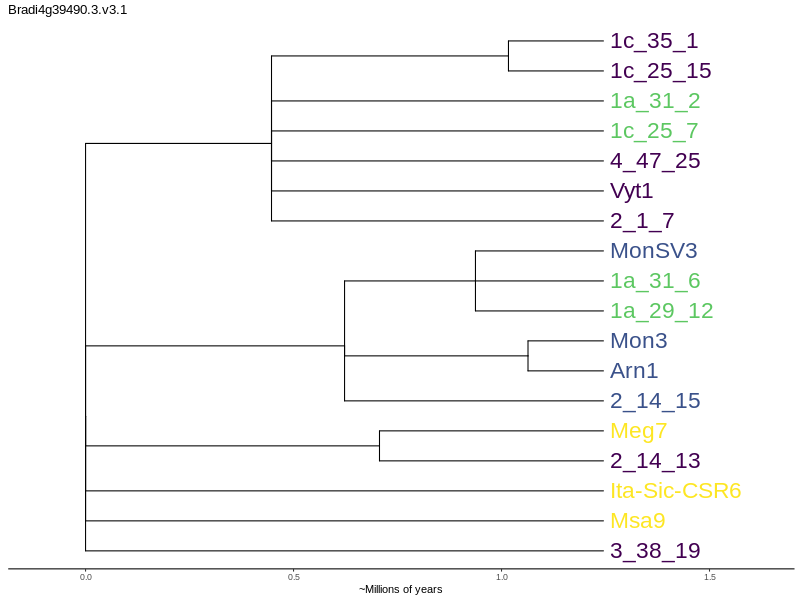 Bradi4g39490.3.v3.1
1c_35_1
1c_25_15
1a_31_2
1c_25_7
4_47_25
Vyt1
2_1_7
MonSV3
1a_31_6
1a_29_12
Mon3
Arn1
2_14_15
Meg7
2_14_13
Ita-Sic-CSR6
Msa9
3_38_19
0.0 0.5 1.0 1.5
~Millions of years